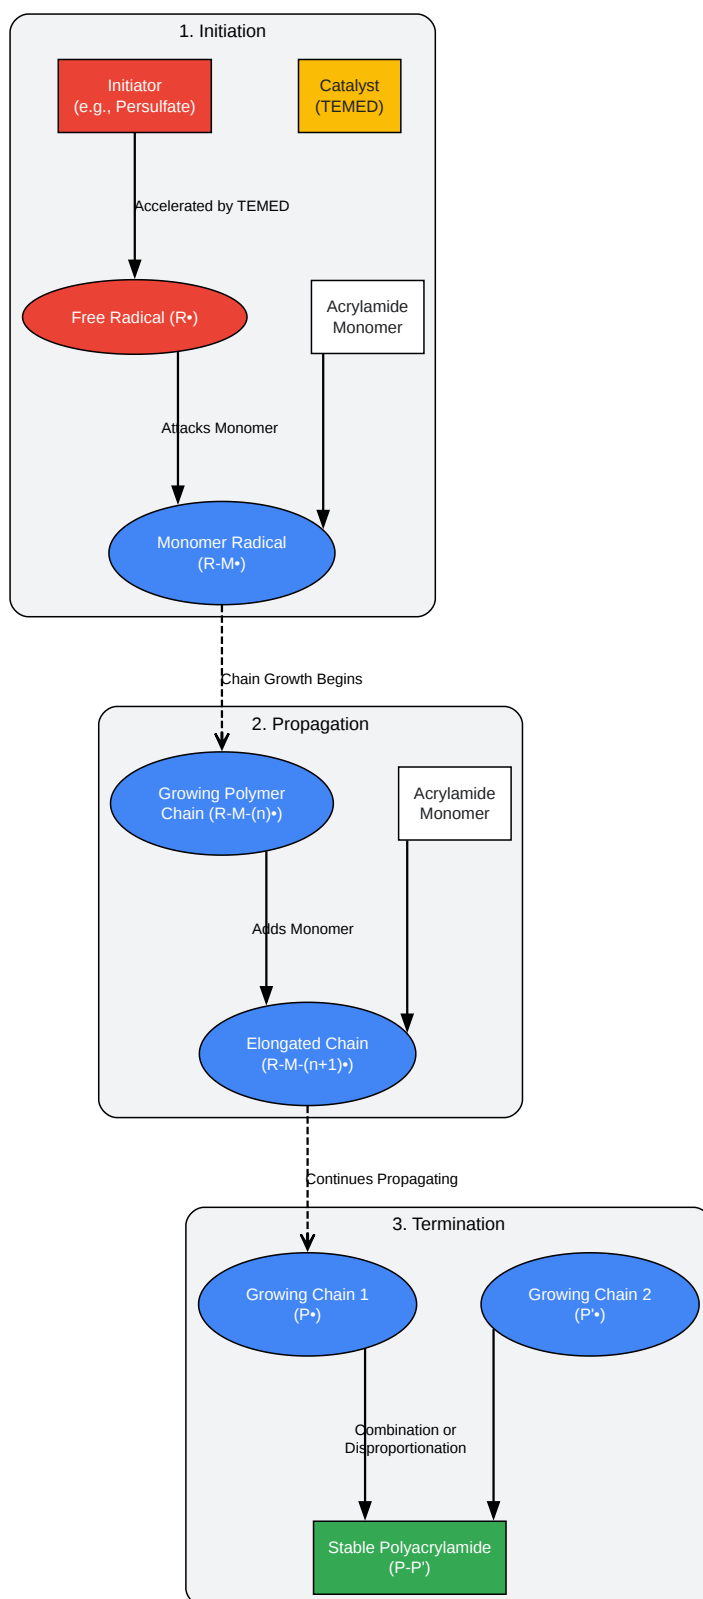 1. Initiation
Initiator
(e.g., Persulfate)
Catalyst
(TEMED)
Accelerated by TEMED
Free Radical (R•)
Acrylamide
Monomer
Attacks Monomer
Monomer Radical
(R-M•)
Chain Growth Begins
2. Propagation
Growing Polymer
Chain (R-M-(n)•)
Acrylamide
Monomer
Adds Monomer
Elongated Chain
(R-M-(n+1)•)
Continues Propagating
3. Termination
Growing Chain 1
(P•)
Growing Chain 2
(P'•)
Combination or
Disproportionation
Stable Polyacrylamide
(P-P')